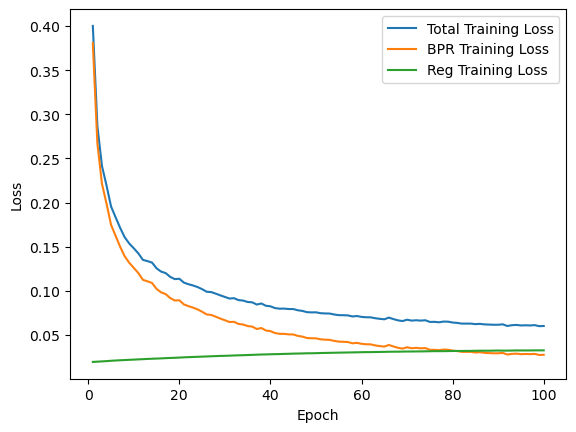 0.40
0.35
0.30
0.25
0.20
0.15
0.10
0.05
Loss
Total Training Loss
BPR Training Loss
Reg Training Loss
0 20 40 60 80 100
Epoch